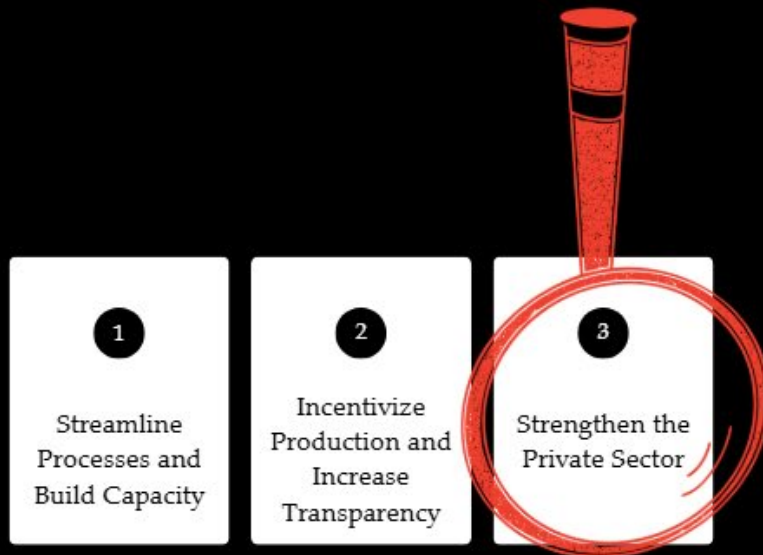 1
Streamline
Processes and
Build Capacity
2
Incentivize
Production and
Increase
Transparency
3
Strengthen the
Private Sector